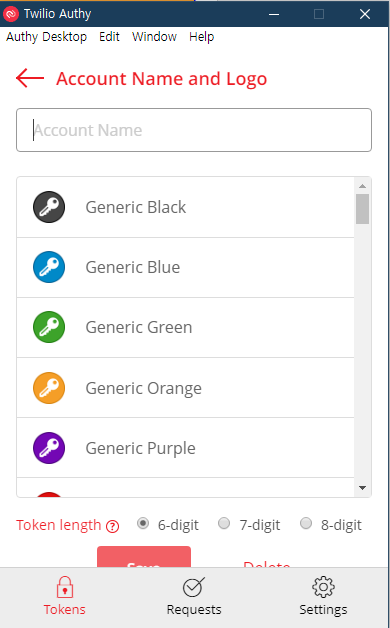 Twilio Authy
Authy Desktop Edit Window Help
Account Name and Logo
Account Name
Generic Black
Generic Blue
Generic Green
Generic Orange
Generic Purple
Token length ? 6-digit 7-digit 8-digit
Save Delete
Tokens Requests Settings